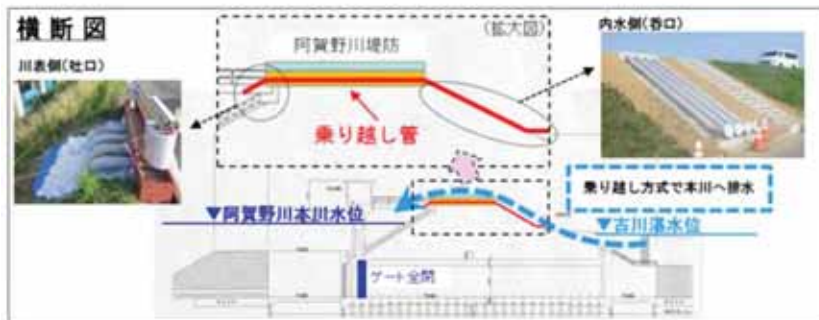 横断図
川表側(吐口)
(拡大図)
阿賀野川堤防
乗り越し管
内水側(呑口)
乗り越し方式で本川へ排水
▼阿賀野川本川水位
▼古川潟水位
ゲート全閉